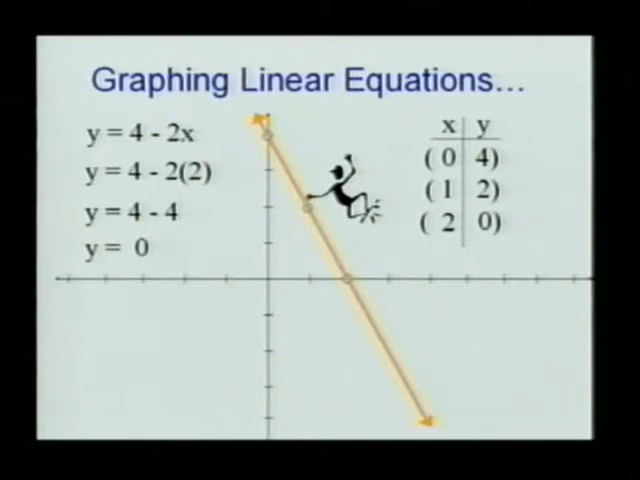 Graphing Linear Equations...
y = 4 - 2x
y = 4 - 2(2)
y = 4 - 4
y = 0
x y
( 0 4)
( 1 2)
( 2 0)